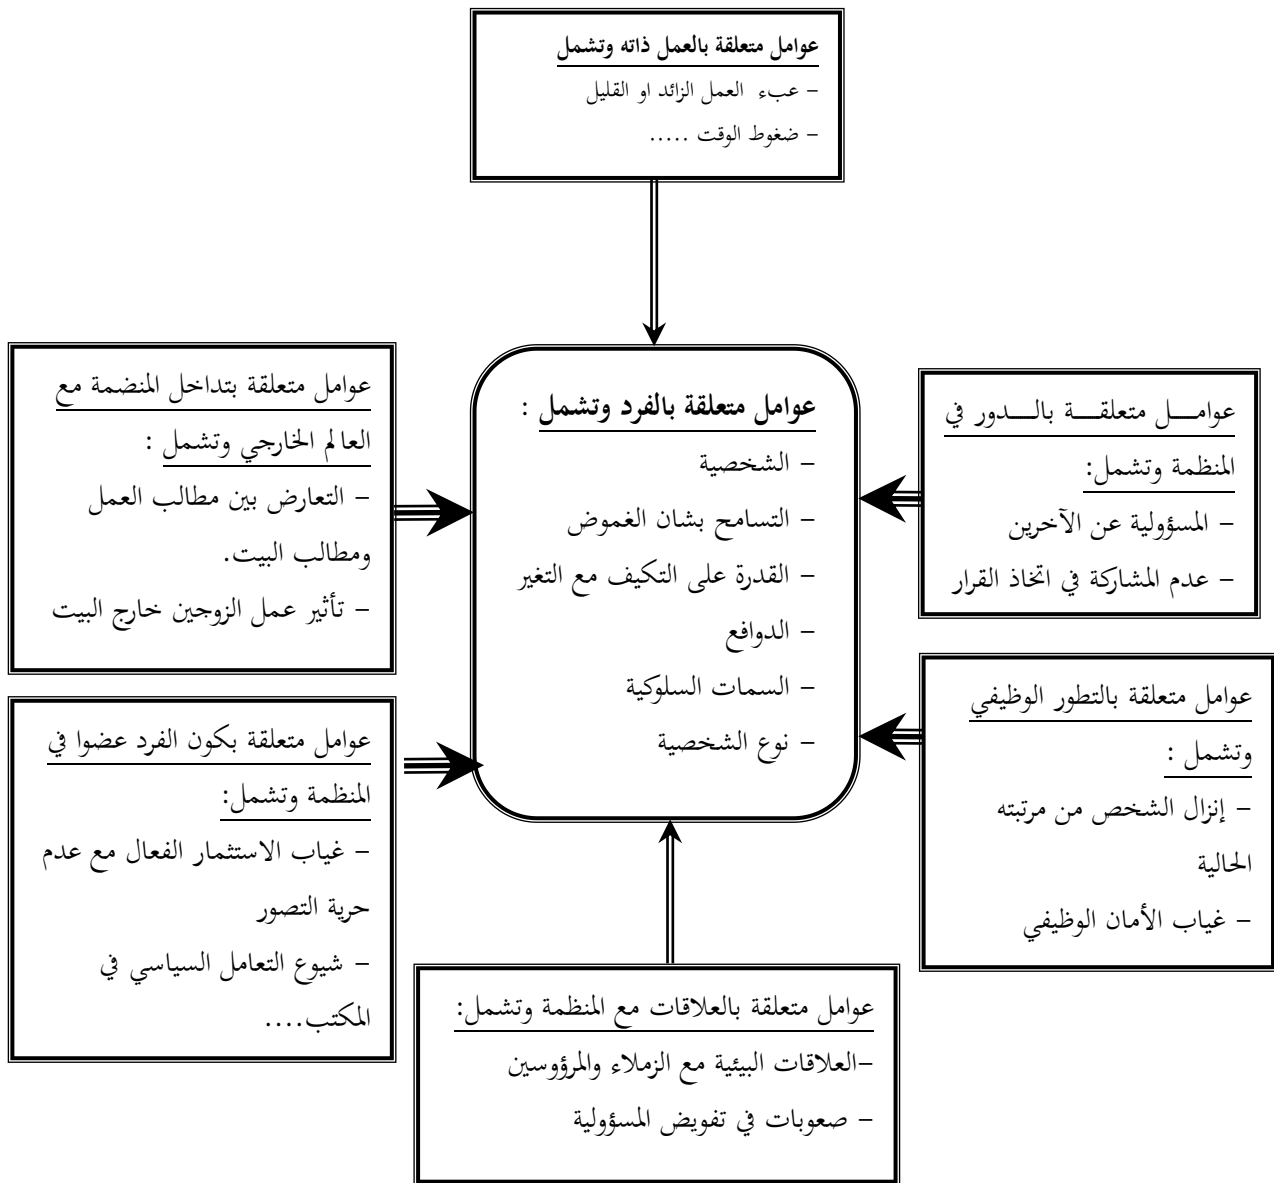 عوامل متعلقة بالعمل ذاته وتشمل
– عبء العمل الزائد او القليل
– ضغوط الوقت .....
عوامـــل متعلقـــة بالـــدور في
المنظمة وتشمل:
– المسؤولية عن الآخرين
– عدم المشاركة في اتخاذ القرار
عوامل متعلقة بالفرد وتشمل :
– الشخصية
– التسامح بشان الغموض
– القدرة على التكيف مع التغير
– الدوافع
– السمات السلوكية
– نوع الشخصية
عوامل متعلقة بتداخل المنضمة مع
العالم الخارجي وتشمل :
– التعارض بين مطالب العمل
ومطالب البيت.
– تأثير عمل الزوجين خارج البيت
عوامل متعلقة بالتطور الوظيفي
وتشمل :
– إنزال الشخص من مرتبته
الحالية
– غياب الأمان الوظيفي
عوامل متعلقة بكون الفرد عضوا في
المنظمة وتشمل:
– غياب الاستثمار الفعال مع عدم
حرية التصور
– شيوع التعامل السياسي في
المكتب....
عوامل متعلقة بالعلاقات مع المنظمة وتشمل:
–العلاقات البيئية مع الزملاء والمرؤوسين
– صعوبات في تفويض المسؤولية